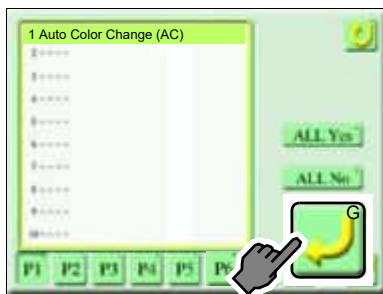 1 Auto Color Change (AC)
2 ----
3 ----
4 ----
5 ----
6 ----
7 ----
8 ----
9 ----
10 ----
ALL Yes
ALL No
G
P1 P2 P3 P4 P5 P6